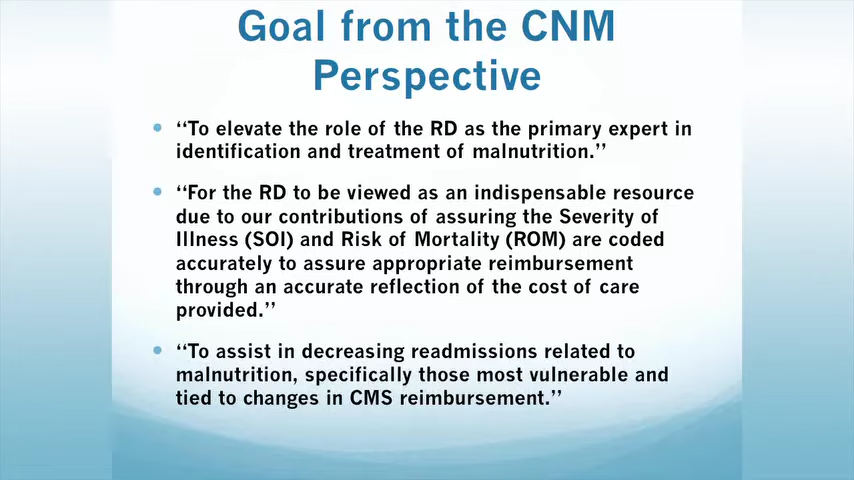 Goal from the CNM
Perspective
• ‘‘To elevate the role of the RD as the primary expert in
identification and treatment of malnutrition.’’
• ‘‘For the RD to be viewed as an indispensable resource
due to our contributions of assuring the Severity of
Illness (SOI) and Risk of Mortality (ROM) are coded
accurately to assure appropriate reimbursement
through an accurate reflection of the cost of care
provided.’’
• ‘‘To assist in decreasing readmissions related to
malnutrition, specifically those most vulnerable and
tied to changes in CMS reimbursement.’’